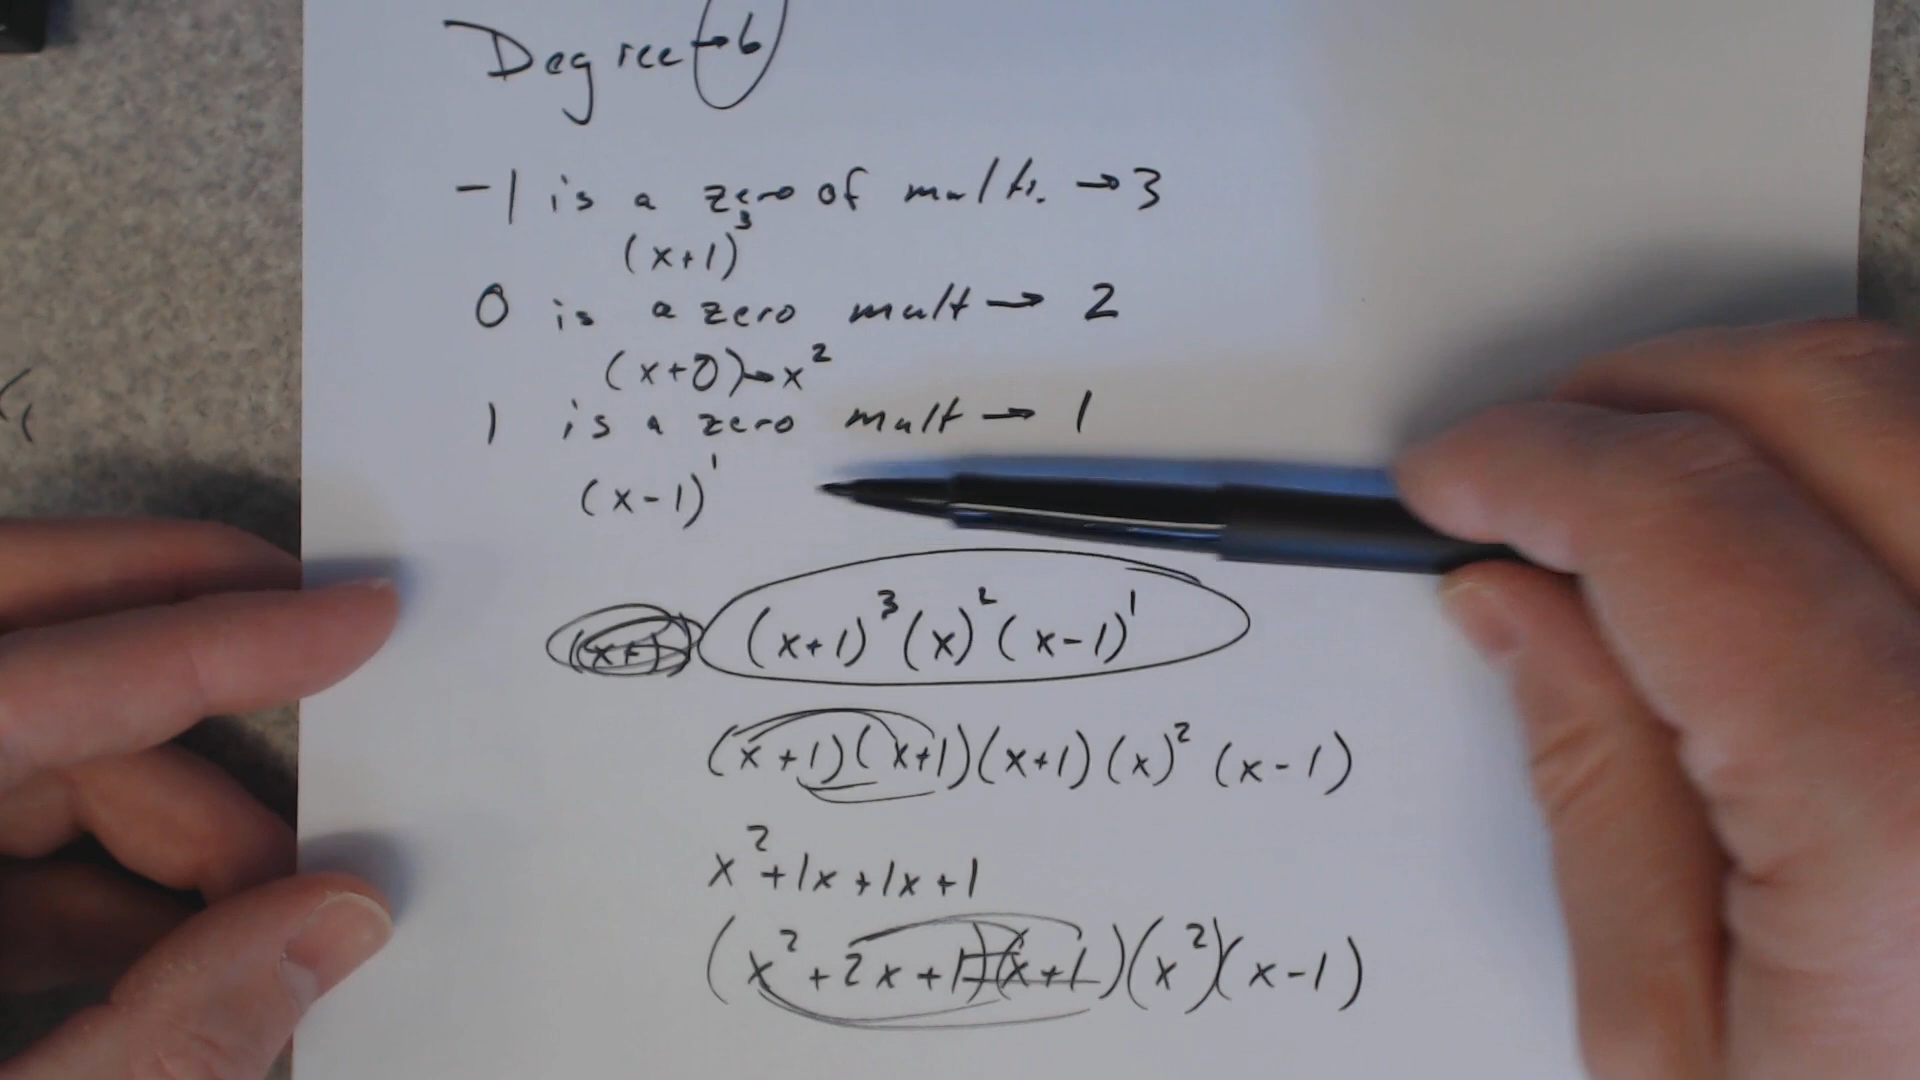 Degree → 6
-1 is a zero of mult. → 3
(x+1)³
0 is a zero mult → 2
(x+0) → x²
1 is a zero mult → 1
(x-1)¹
(x+1)³(x)²(x-1)¹
(x+1)(x+1)(x+1)(x)²(x-1)
x²+1x+1x+1
(x²+2x+1)(x+1)(x²)(x-1)